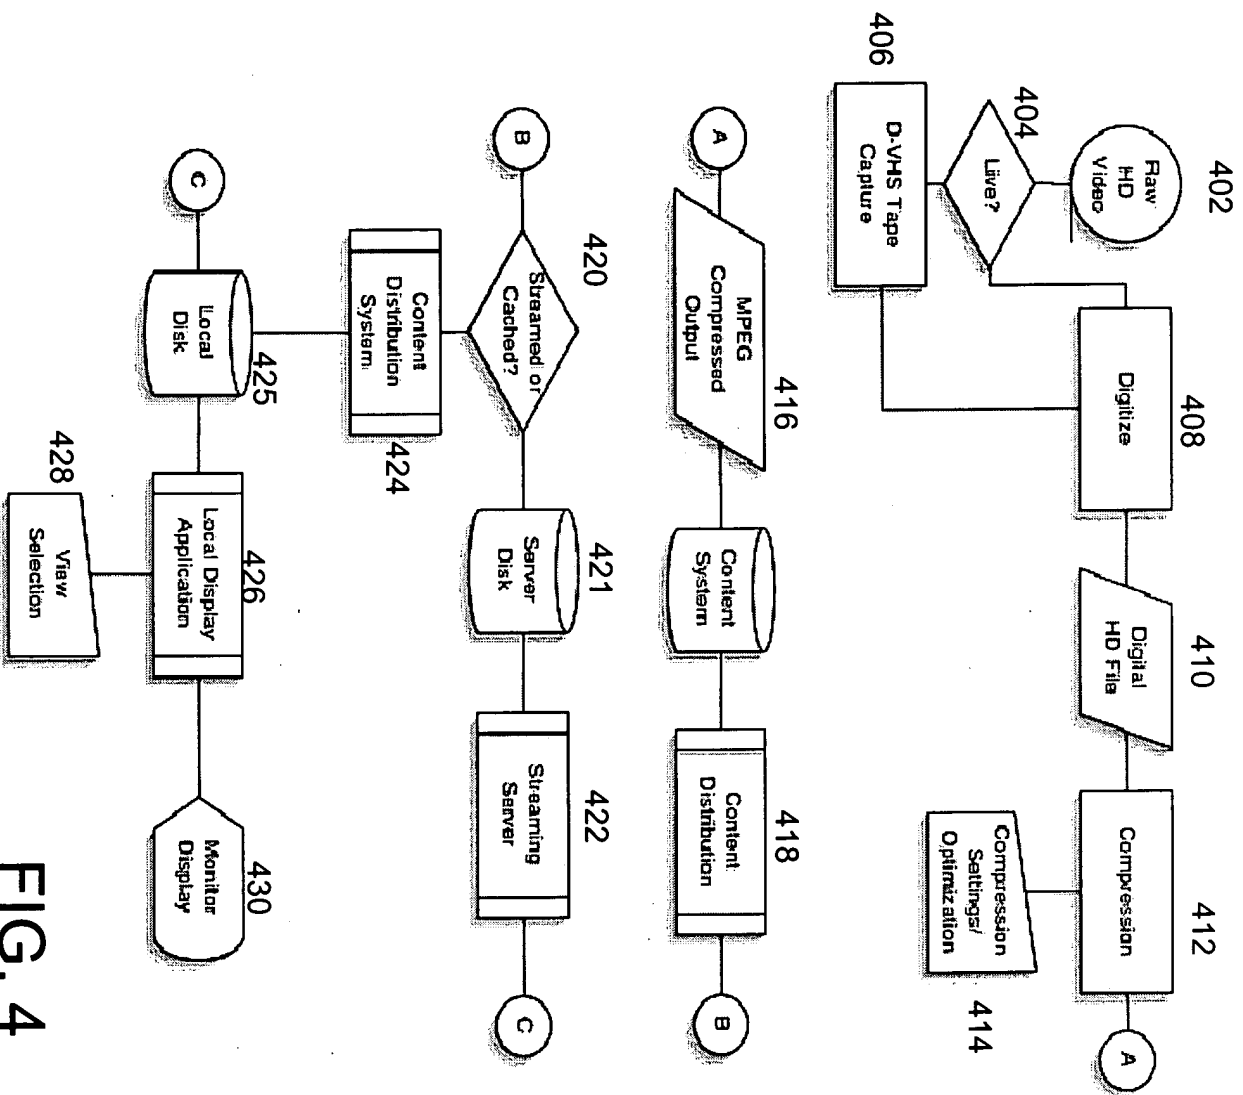 402
Raw
HD
Video
404
Live?
406
D-VHS Tape
Capture
408
Digitize
410
Digital
HD File
412
Compression
414
Compression
Settings/
Optimization
A
A
416
MPEG
Compressed
Output
Content
System
418
Content
Distribution
B
B
420
Streamed or
Cached?
421
Server
Disk
422
Streaming
Server
C
424
Content
Distribution
System
C
425
Local
Disk
426
Local Display
Application
428
View
Selection
430
Monitor
Display
FIG. 4